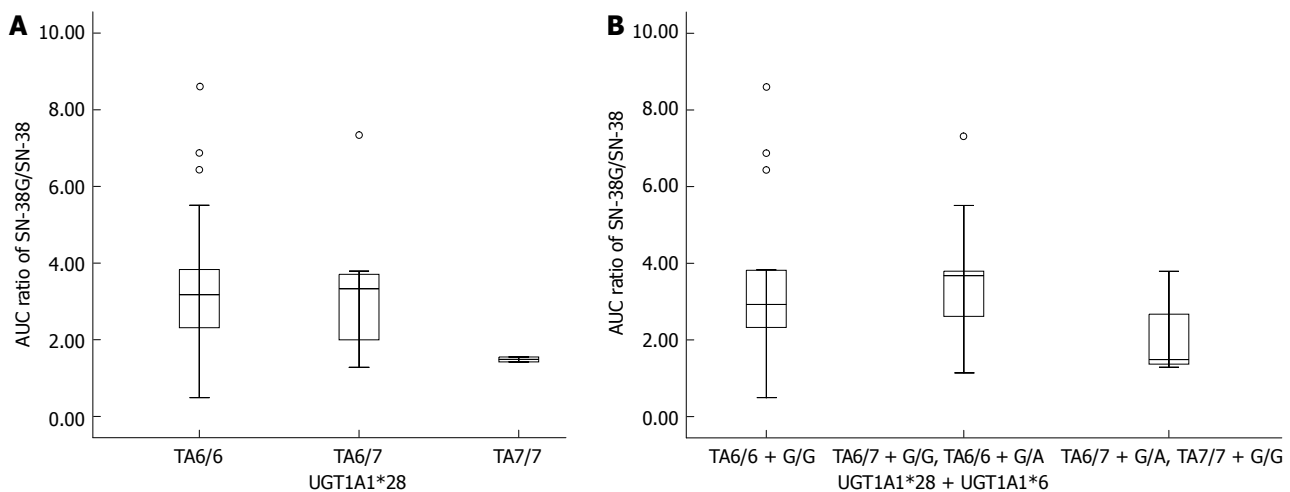 A
AUC ratio of SN-38G/SN-38
10.00
8.00
6.00
4.00
2.00
0.00
TA6/6 TA6/7 TA7/7
UGT1A1*28
B
AUC ratio of SN-38G/SN-38
10.00
8.00
6.00
4.00
2.00
0.00
TA6/6 + G/G TA6/7 + G/G, TA6/6 + G/A TA6/7 + G/A, TA7/7 + G/G
UGT1A1*28 + UGT1A1*6